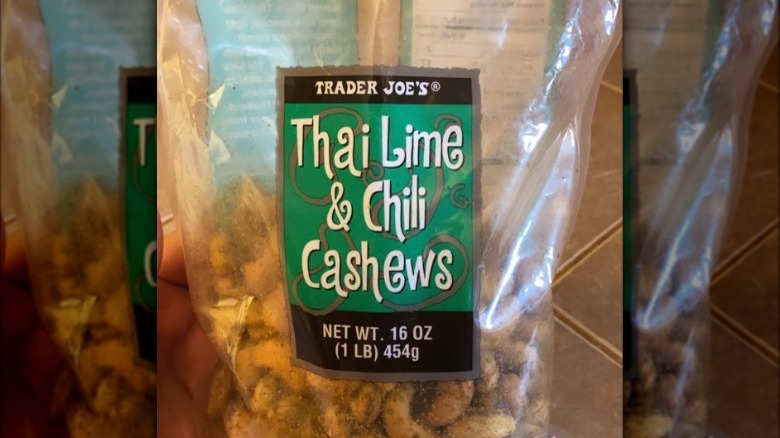 TRADER JOE'S®
Thai Lime
& Chili
Cashews
NET WT. 16 OZ
(1 LB) 454g